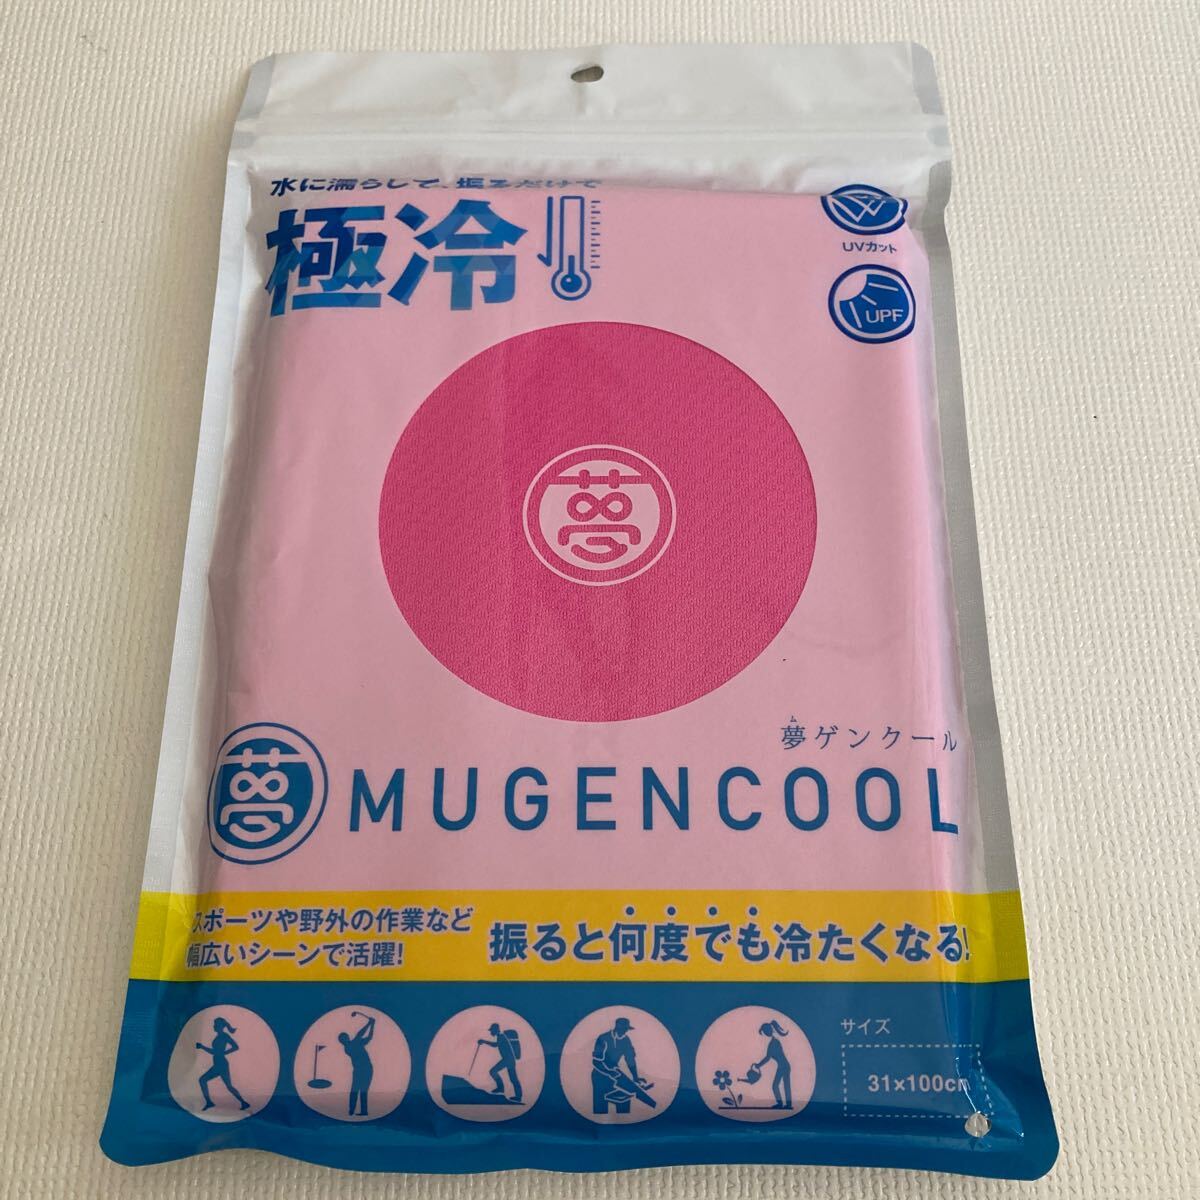 水に濡らして、振るだけで
極冷
UVカット
UPF
夢
ム
夢ゲンクール
夢 MUGENCOOL
スポーツや野外の作業など
幅広いシーンで活躍!
振ると何度でも冷たくなる!
サイズ
31×100cm